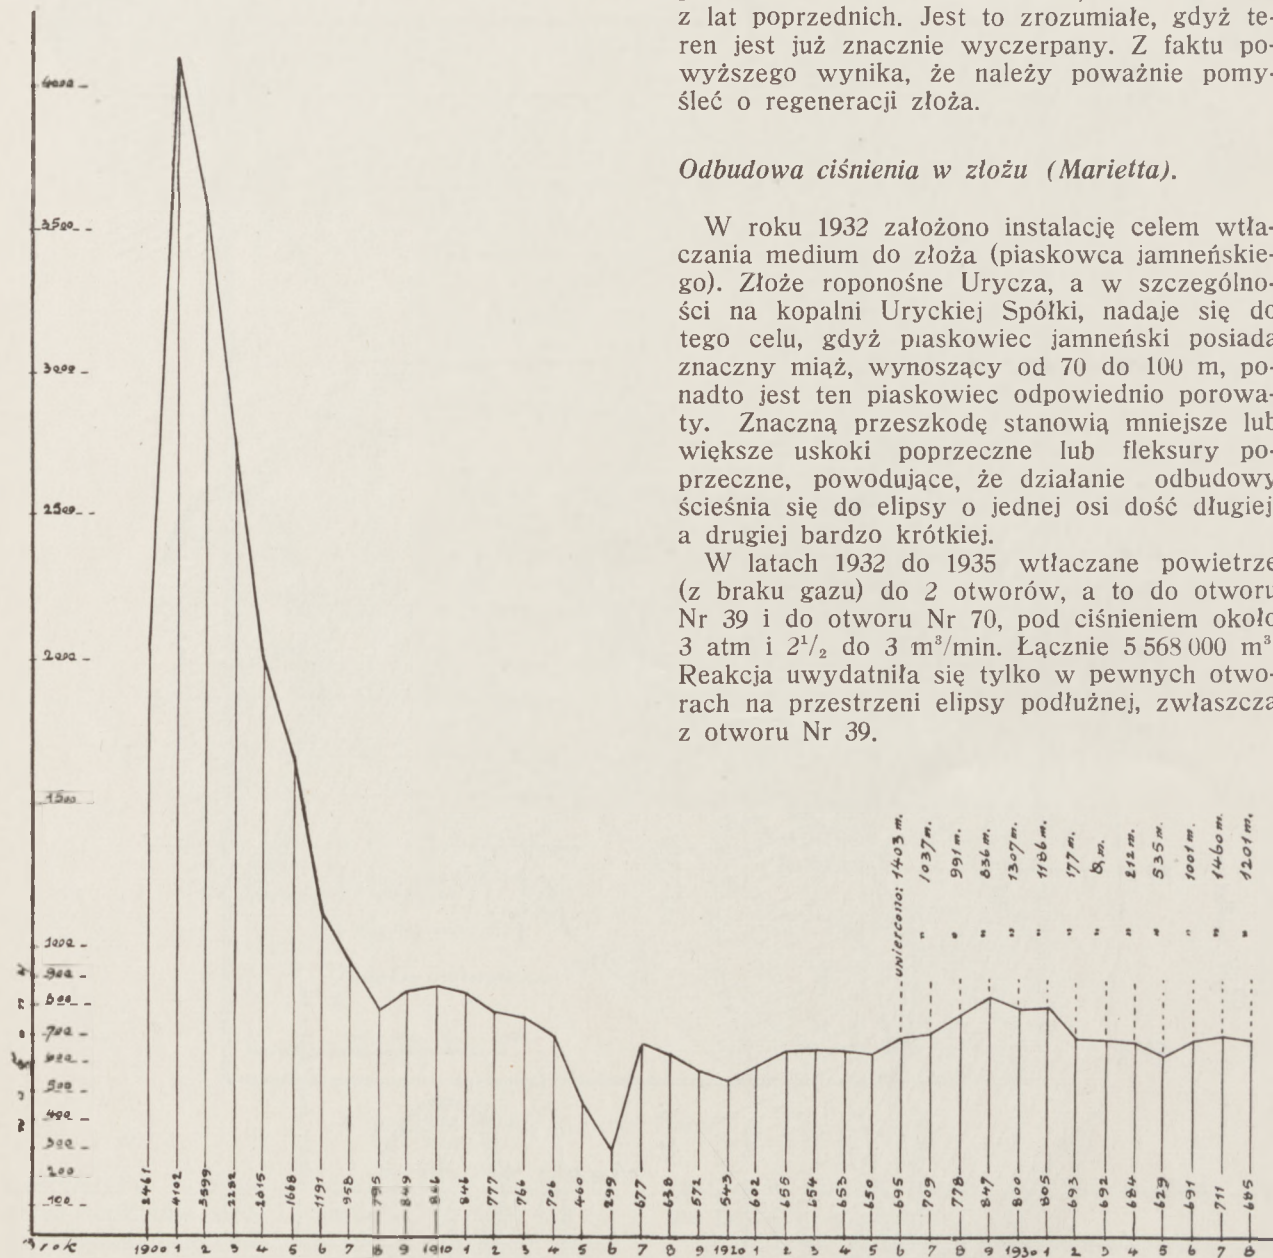 z lat poprzednich. Jest to zrozumiałe, gdyż te-
ren jest już znacznie wyczerpany. Z faktu po-
wyższego wynika, że należy poważnie pomy-
śleć o regeneracji złoża.
Odbudowa ciśnienia w złożu (Marietta).
W roku 1932 założono instalację celem wtła-
czania medium do złoża (piaskowca jamneńskie-
go). Złoże roponośne Urycza, a w szczególno-
ści na kopalni Uryckiej Spółki, nadaje się do
tego celu, gdyż piaskowiec jamneński posiada
znaczny miąż, wynoszący od 70 do 100 m, po-
nadto jest ten piaskowiec odpowiednio porowa-
ty. Znaczną przeszkodę stanowią mniejsze lub
większe uskoki poprzeczne lub fleksury po-
przeczne, powodujące, że działanie odbudowy
ścieśnia się do elipsy o jednej osi dość długiej
a drugiej bardzo krótkiej.
W latach 1932 do 1935 wtłaczane powietrze
(z braku gazu) do 2 otworów, a to do otworu
Nr 39 i do otworu Nr 70, pod ciśnieniem około
3 atm i 2¹/₂ do 3 m³/min. Łącznie 5 568 000 m³
Reakcja uwydatniła się tylko w pewnych otwo-
rach na przestrzeni elipsy podłużnej, zwłaszcza
z otworu Nr 39.
4000
3500
3000
2500
2000
1500
1000
900
800
700
600
500
400
300
200
100
uwiercono: 1403 m.
" 1037 m.
" 991 m.
" 836 m.
" 1307 m.
" 1186 m.
" 177 m.
" 8, m.
" 212 m.
" 535 m.
" 1001 m.
" 1460 m.
" 1201 m.
2461 4102 3599 2282 2015 1668 1191 958 795 849 866 846 777 766 706 460 299 677 638 572 543 602 655 654 653 650 695 709 778 847 800 805 693 692 684 629 691 711 685
rok 1900 1 2 3 4 5 6 7 8 9 1910 1 2 3 4 5 6 7 8 9 1920 1 2 3 4 5 6 7 8 9 1930 1 2 3 4 5 6 7 8